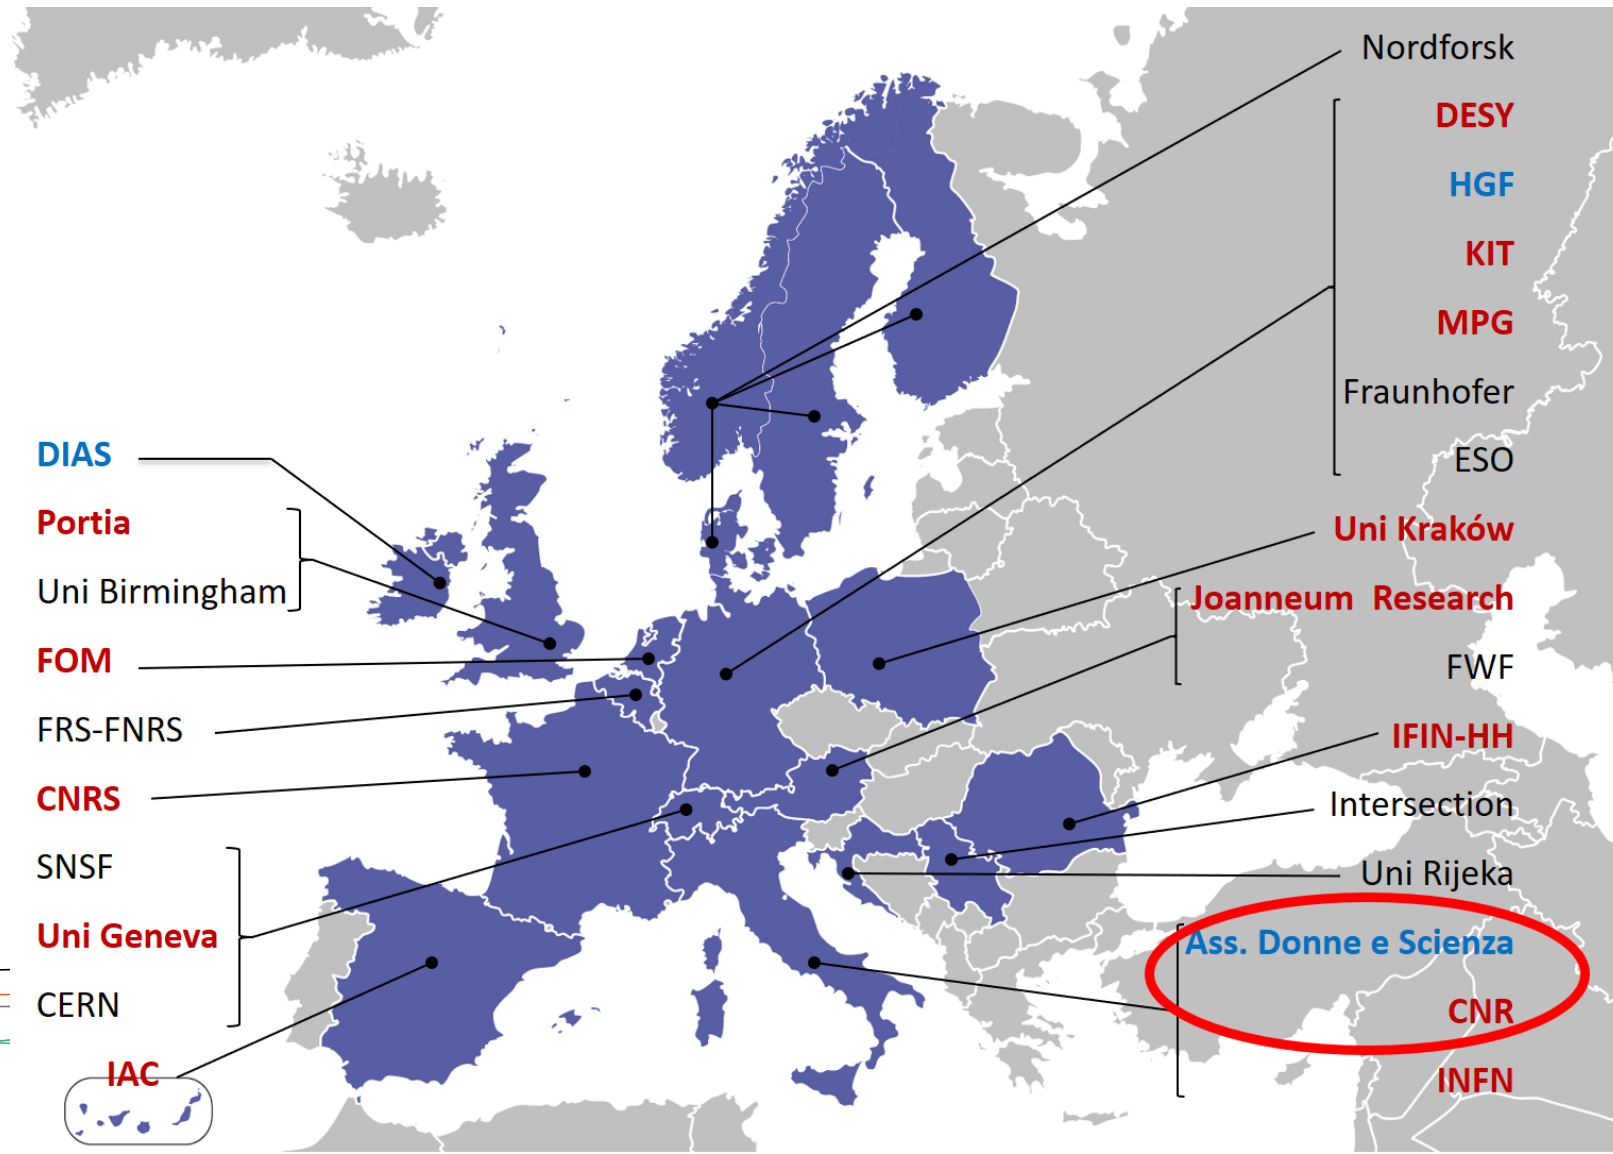 Nordforsk
DESY
HGF
KIT
MPG
Fraunhofer
ESO
Uni Kraków
Joanneum Research
FWF
IFIN-HH
Intersection
Uni Rijeka
Ass. Donne e Scienza
CNR
INFN
DIAS
Portia
Uni Birmingham
FOM
FRS-FNRS
CNRS
SNSF
Uni Geneva
CERN
IAC